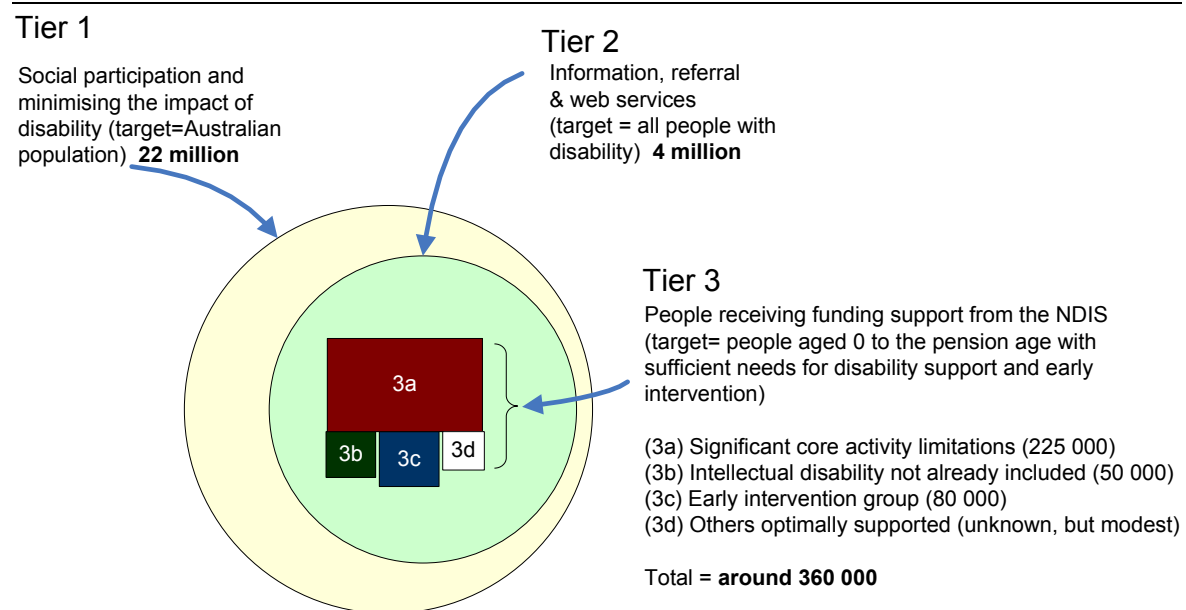 Tier 1
Social participation and
minimising the impact of
disability (target=Australian
population) 22 million
Tier 2
Information, referral
& web services
(target = all people with
disability) 4 million
3a
3b
3c
3d
Tier 3
People receiving funding support from the NDIS
(target= people aged 0 to the pension age with
sufficient needs for disability support and early
intervention)
(3a) Significant core activity limitations (225 000)
(3b) Intellectual disability not already included (50 000)
(3c) Early intervention group (80 000)
(3d) Others optimally supported (unknown, but modest)
Total = around 360 000